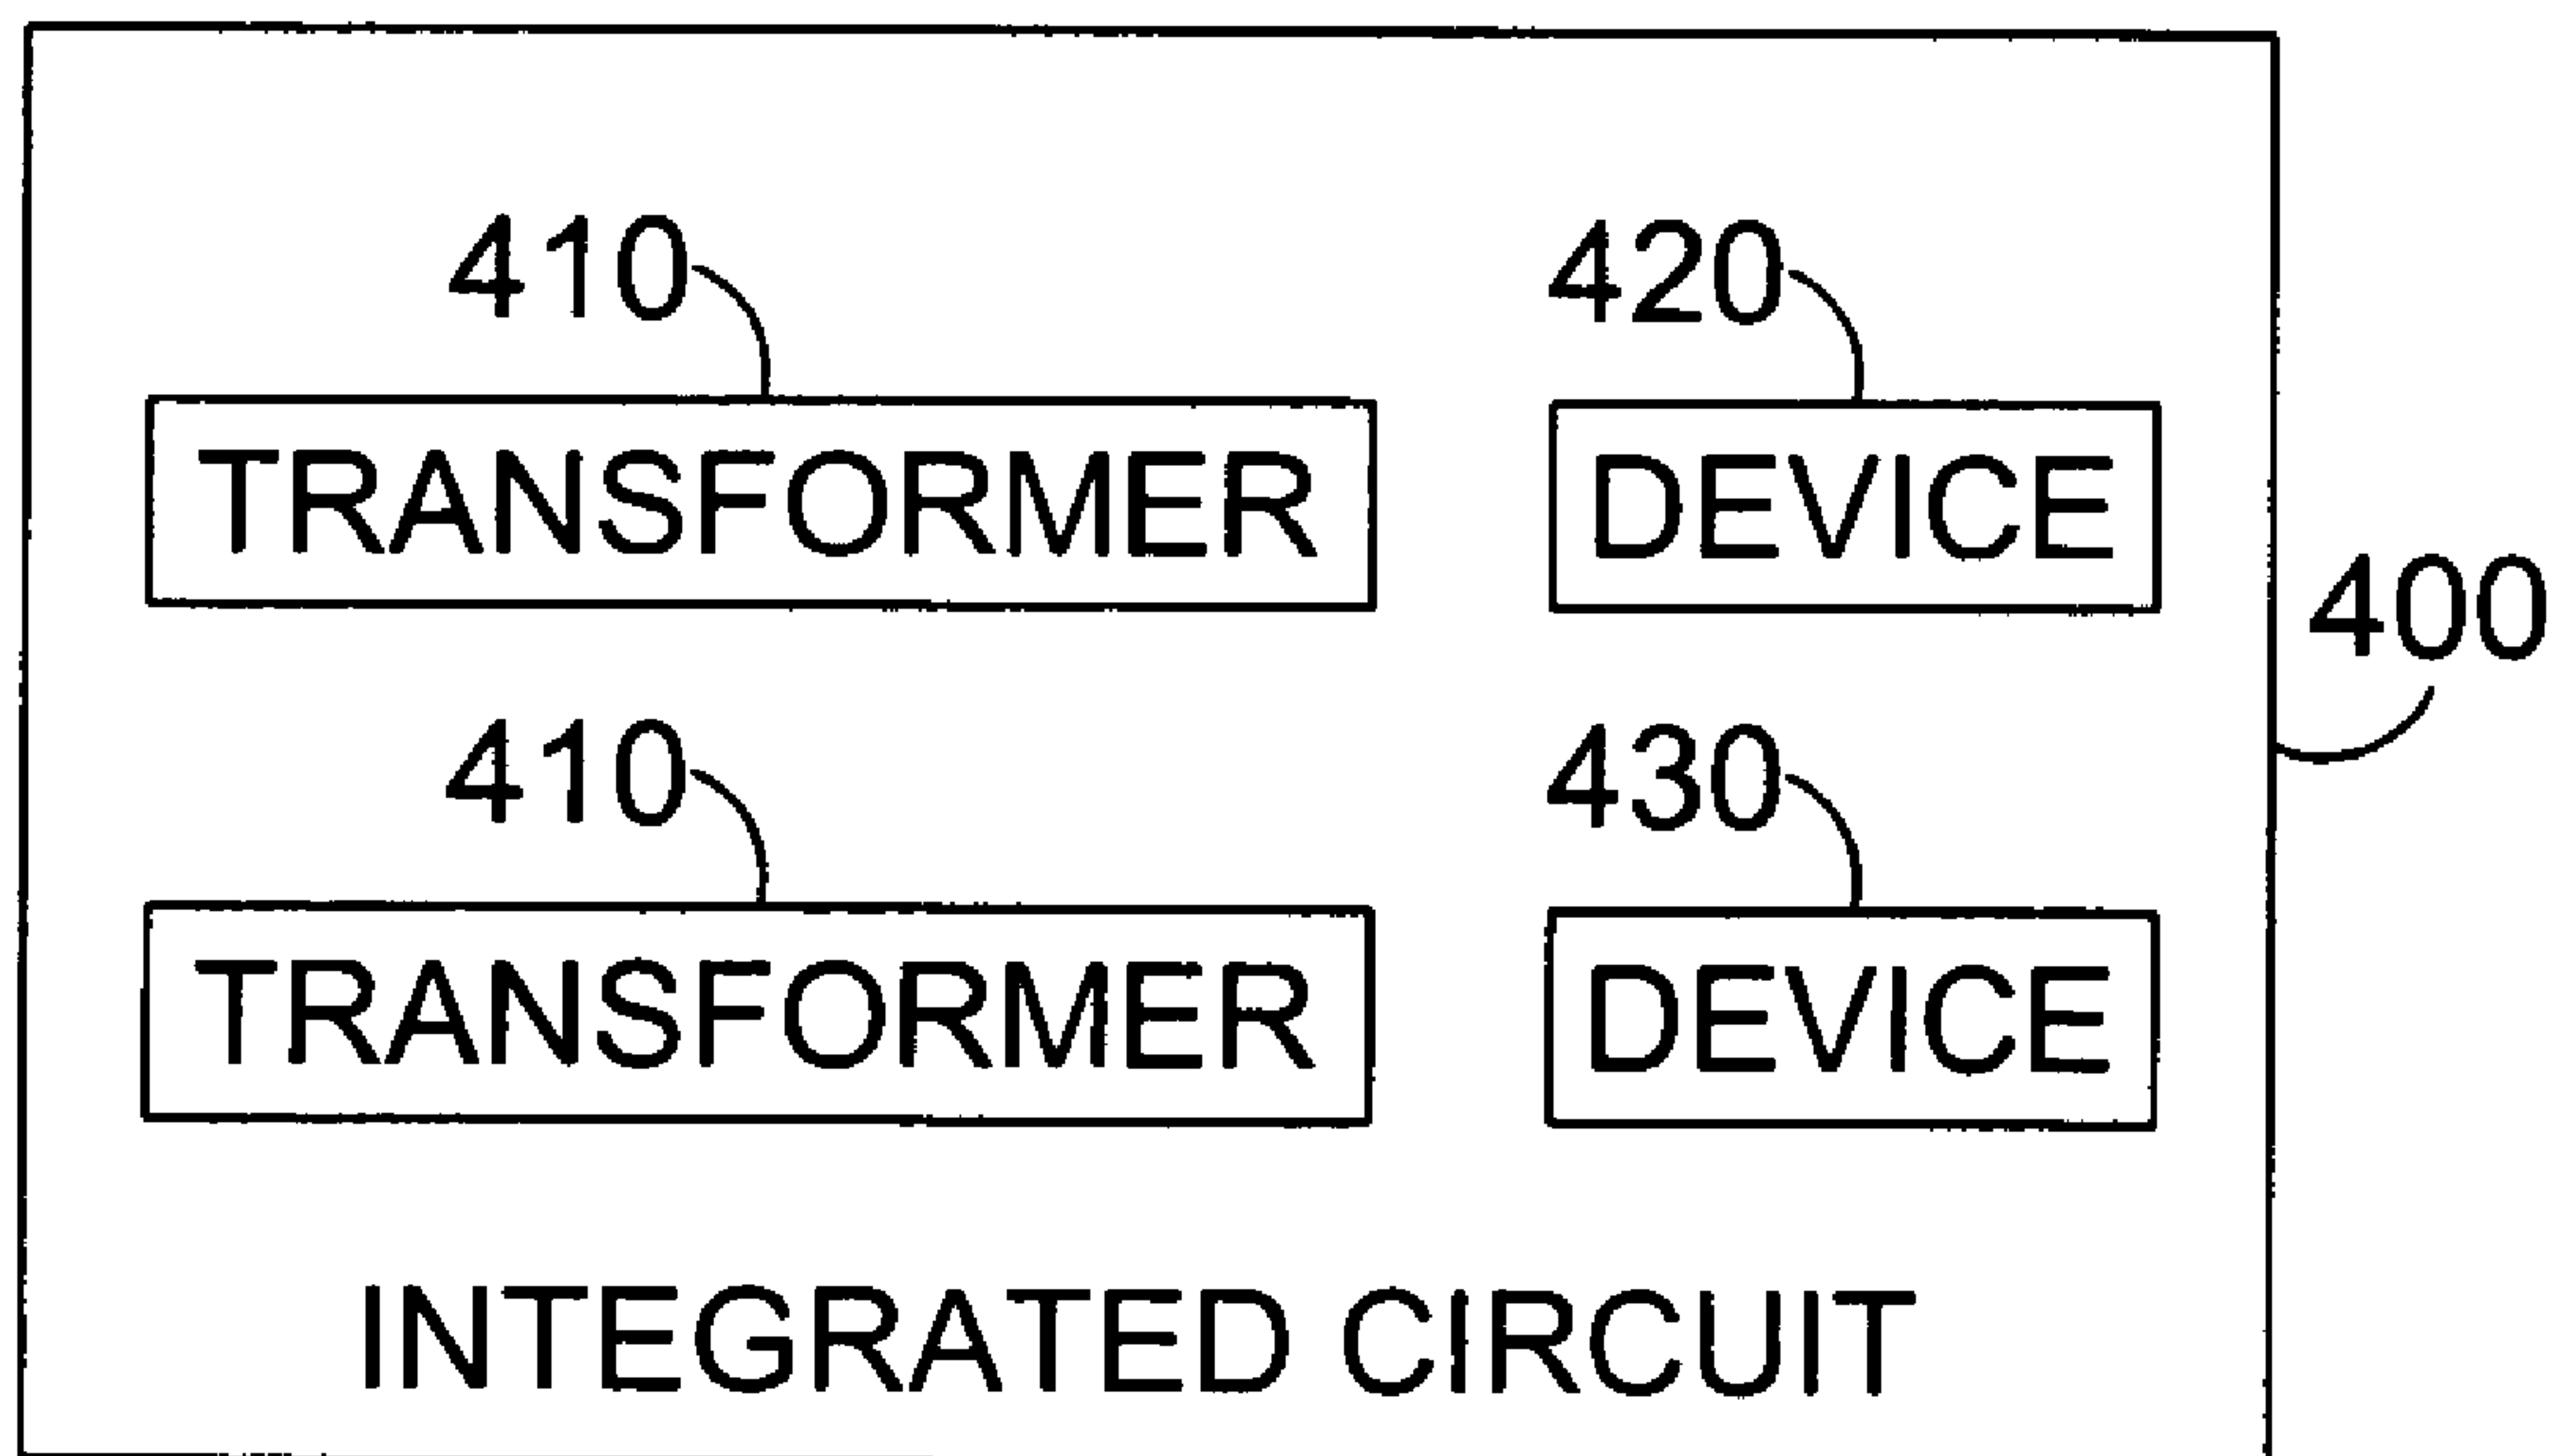 410 420
TRANSFORMER DEVICE
400
410 430
TRANSFORMER DEVICE
INTEGRATED CIRCUIT